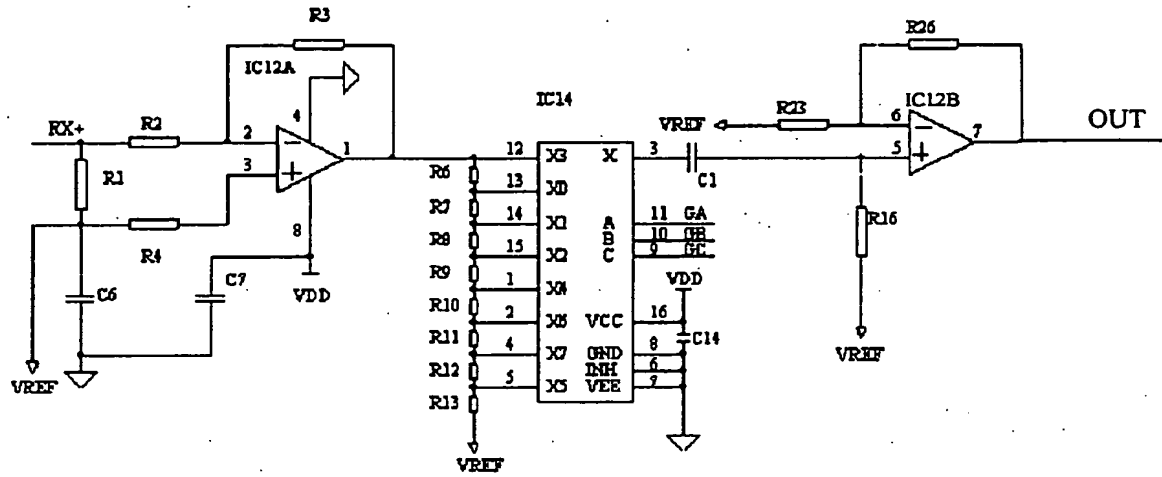 R3
R26
IC12A
IC14
IC12B
RX+
R2
4
2
1
3
R1
R4
8
C6
C7
VDD
VREF
R6
R7
R8
R9
R10
R11
R12
R13
VREF
12 X3
13 X0
14 X1
15 X2
1 X4
2 X6
4 X7
5 X5
X 3
A 11 GA
B 10 GB
C 9 GC
VDD
VCC 16
GND 8
INH 6
VEE 7
C14
C1
VREF
R23
6
5
7
OUT
R16
VREF